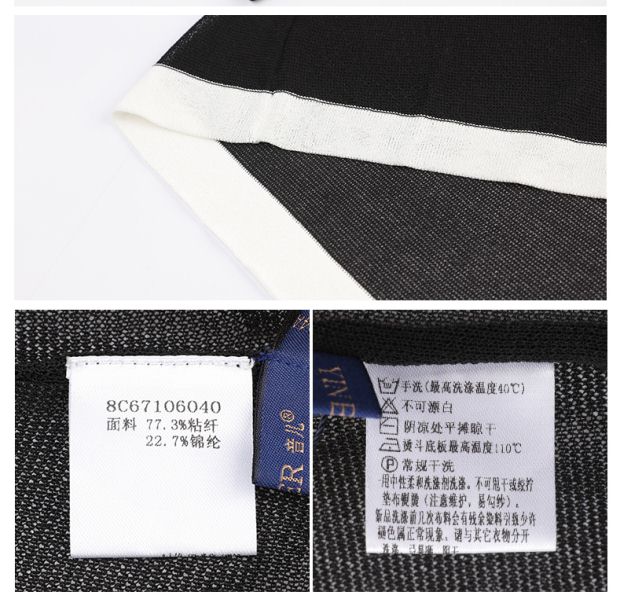 8C67106040
面料 77.3%粘纤
22.7%锦纶
音儿®
ER
YINER
手洗(最高洗涤温度40℃)
不可漂白
阴凉处平摊晾干
熨斗底板最高温度110℃
Ⓟ常规干洗
用中性柔和洗涤剂洗涤。不可甩干或绞拧
垫布熨烫(注意维护，易勾纱)。
新品洗涤前几次布料会有残余染料引致少许
褪色属正常现象。请与其它衣物分开